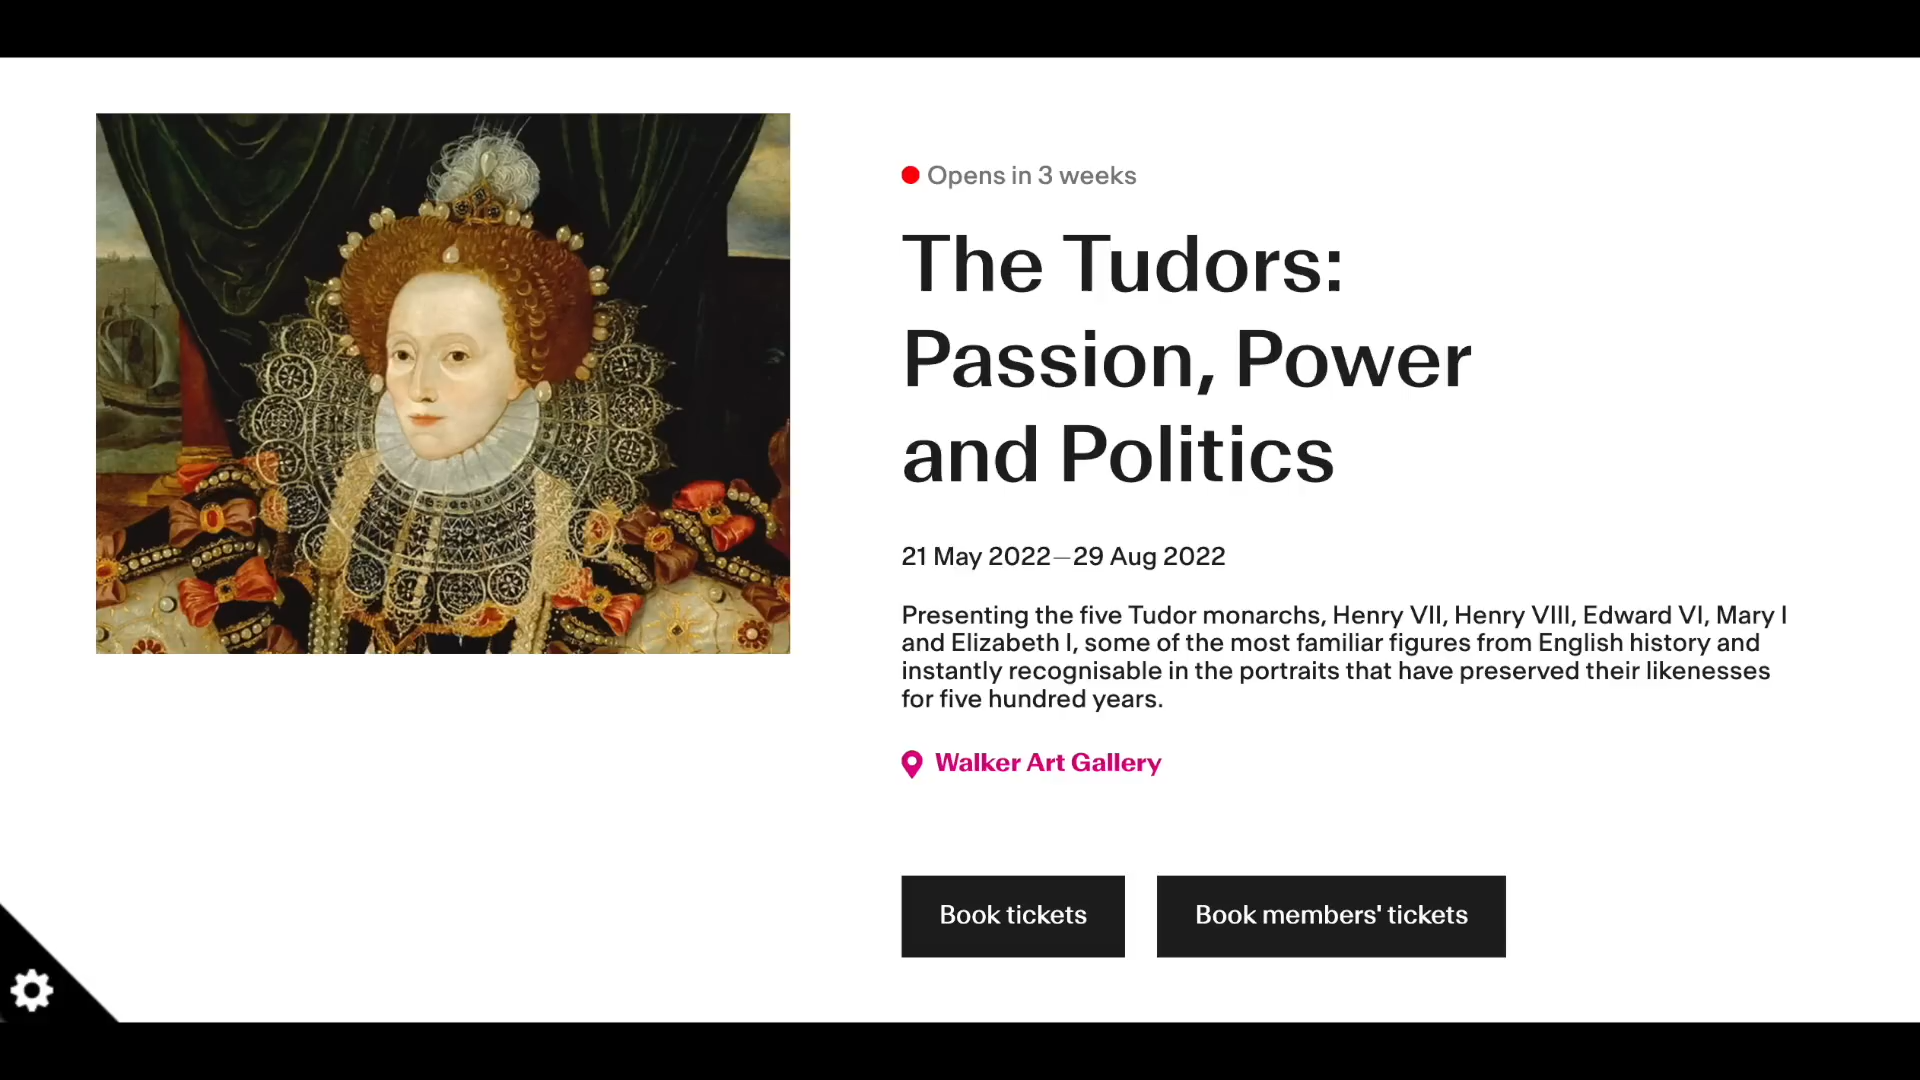 Opens in 3 weeks
The Tudors:
Passion, Power
and Politics
21 May 2022—29 Aug 2022
Presenting the five Tudor monarchs, Henry VII, Henry VIII, Edward VI, Mary I
and Elizabeth I, some of the most familiar figures from English history and
instantly recognisable in the portraits that have preserved their likenesses
for five hundred years.
Walker Art Gallery
Book tickets
Book members' tickets